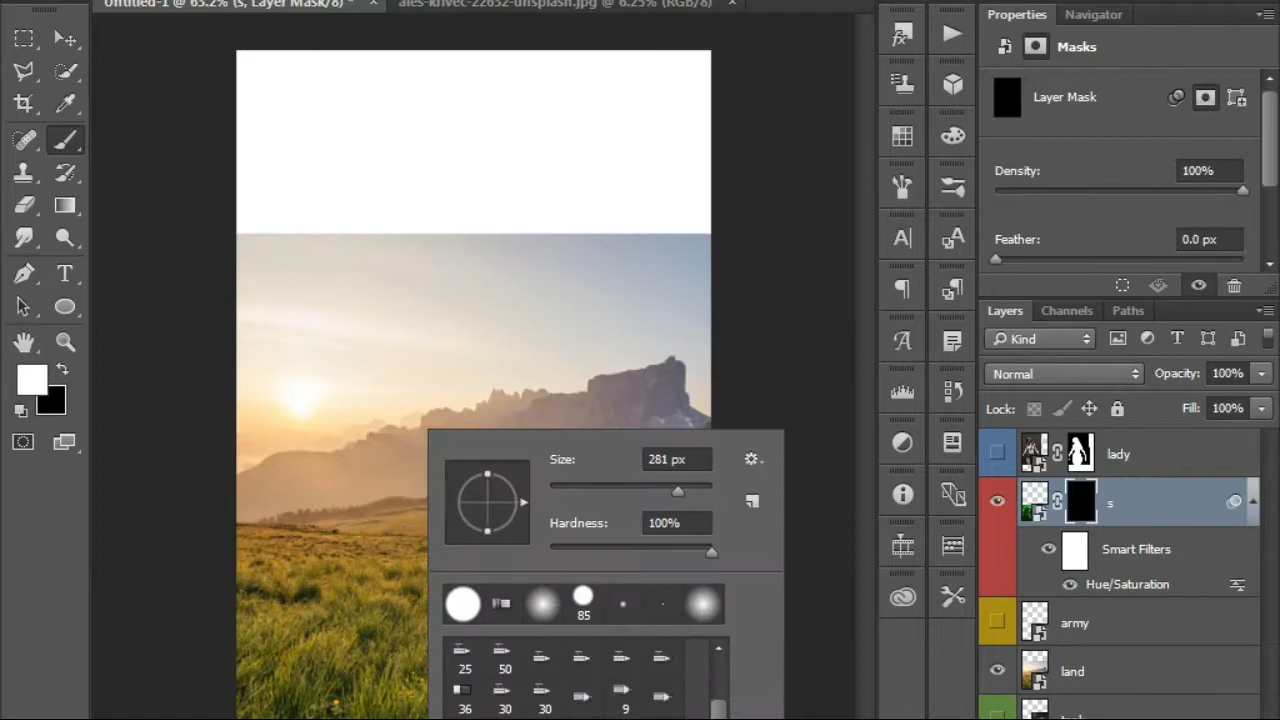 Untitled-1 @ 63.2% (s, Layer Mask/8) * ×
ales-krivec-22632-unsplash.jpg @ 6.25% (RGB/8) ×
Properties Navigator
Masks
Layer Mask
Density: 100%
Feather: 0.0 px
Layers Channels Paths
Kind
Normal Opacity: 100%
Lock: Fill: 100%
lady
s
Smart Filters
Hue/Saturation
army
land
Size: 281 px
Hardness: 100%
85
25 50
36 30 30 9